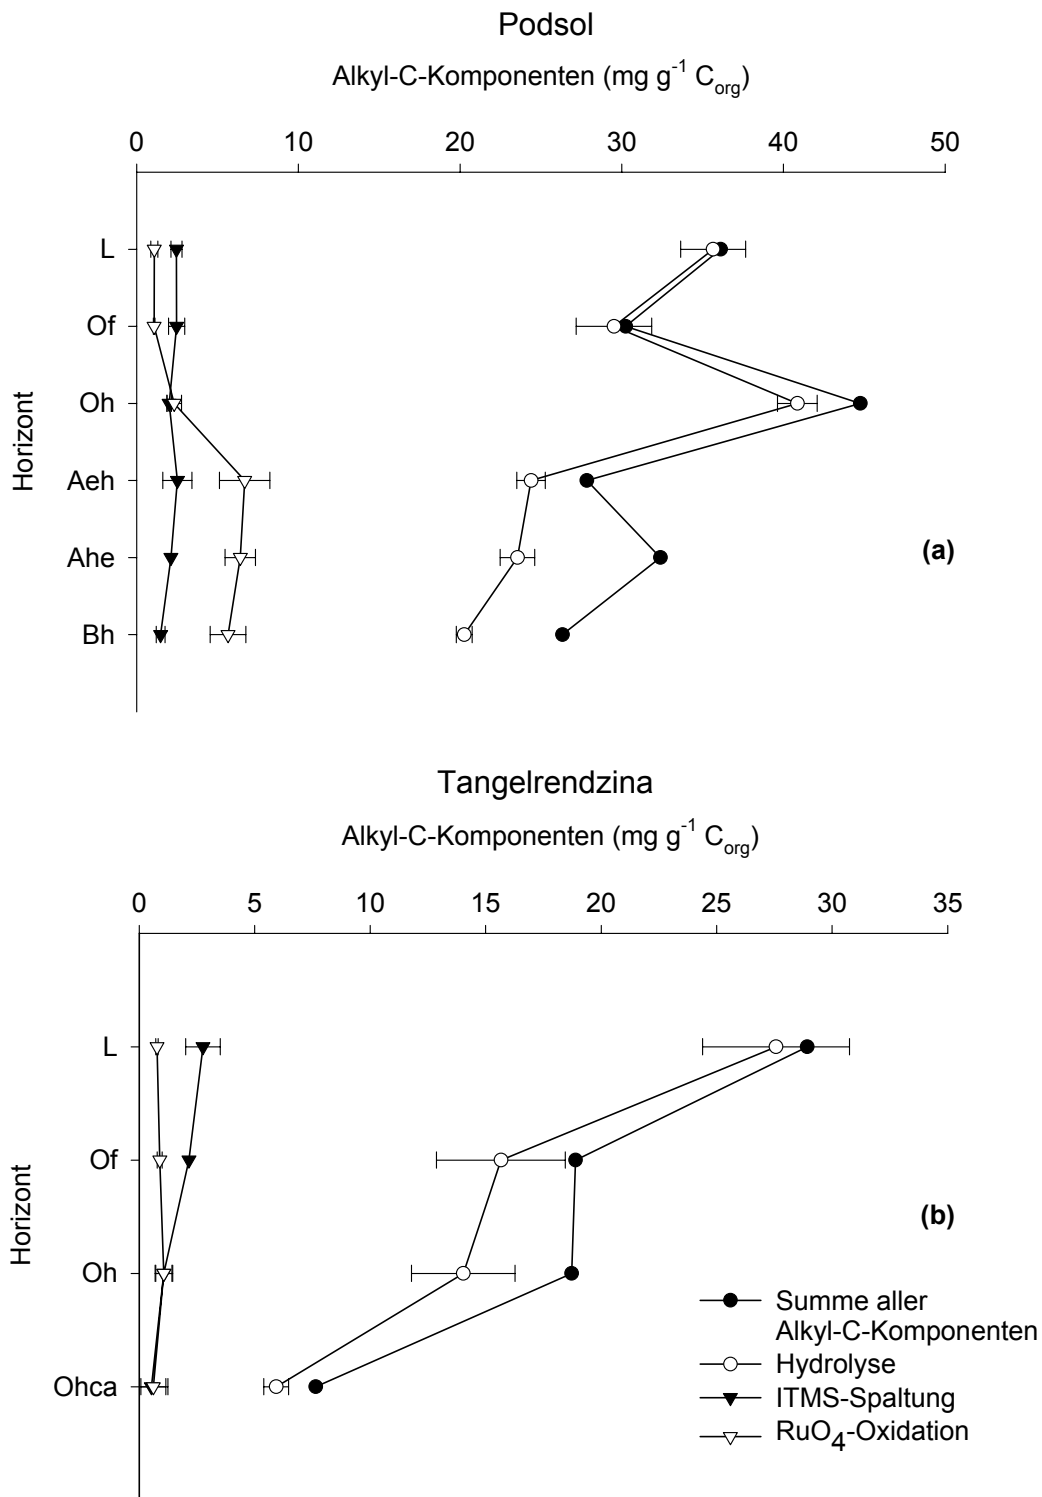 Podsol
Alkyl-C-Komponenten (mg g⁻¹ C_org)
0 10 20 30 40 50
L
Of
Oh
Aeh
Ahe
Bh
Horizont
(a)
Tangelrendzina
Alkyl-C-Komponenten (mg g⁻¹ C_org)
0 5 10 15 20 25 30 35
L
Of
Oh
Ohca
Horizont
(b)
Summe aller
Alkyl-C-Komponenten
Hydrolyse
ITMS-Spaltung
RuO₄-Oxidation